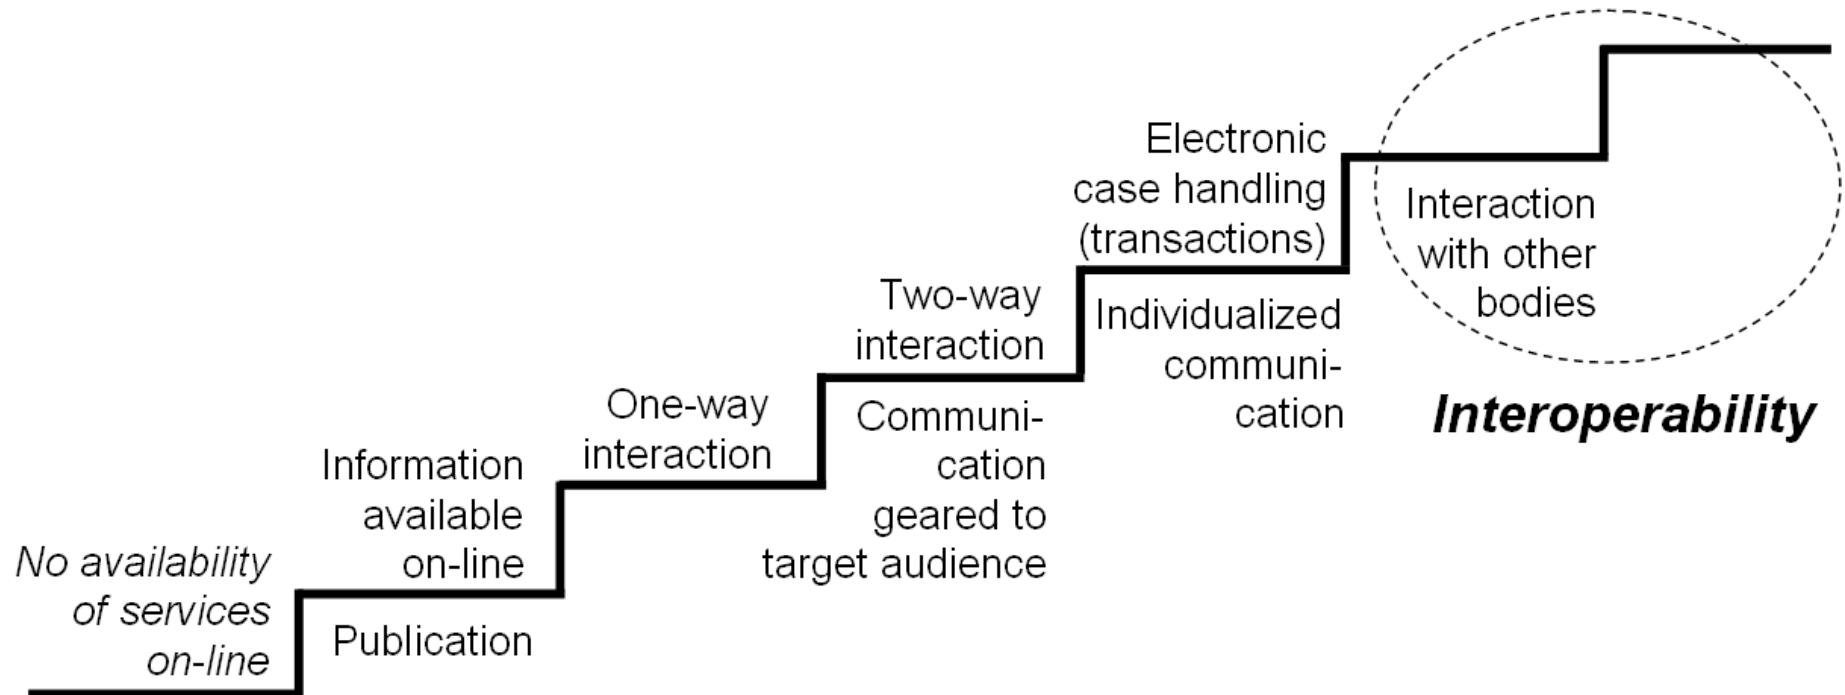 No availability
of services
on-line
Information
available
on-line
Publication
One-way
interaction
Two-way
interaction
Communi-
cation
geared to
target audience
Electronic
case handling
(transactions)
Individualized
communi-
cation
Interaction
with other
bodies
Interoperability